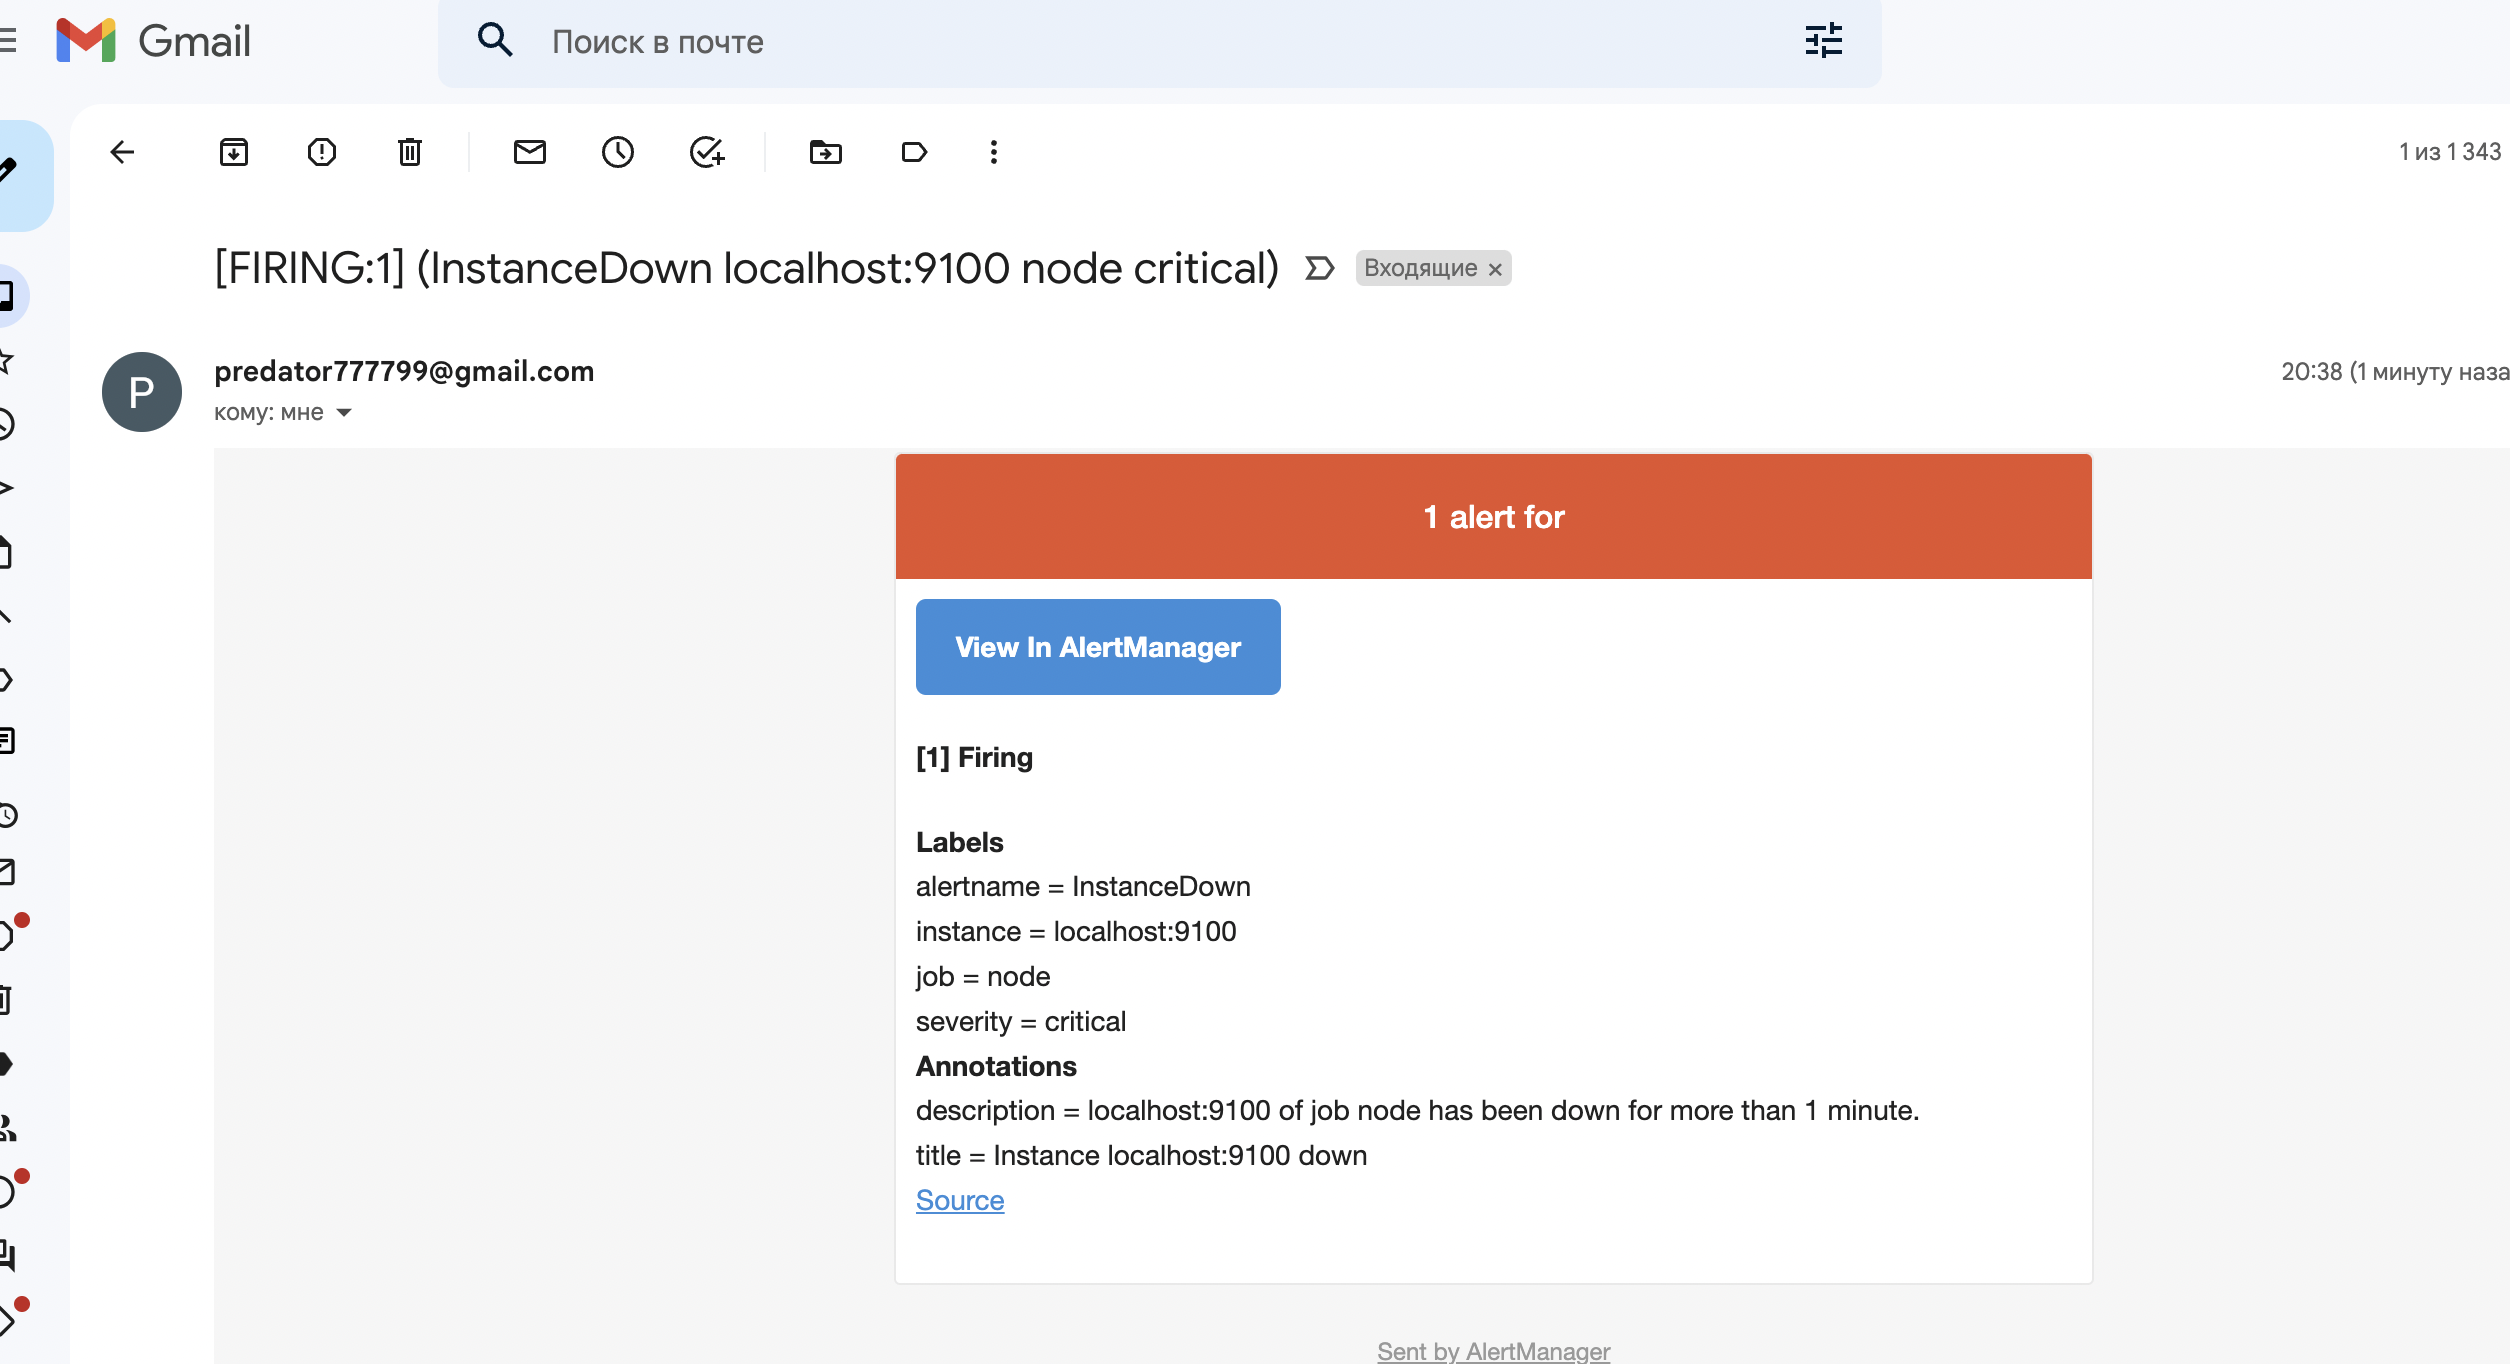 Gmail
Поиск в почте
1 из 1 343
[FIRING:1] (InstanceDown localhost:9100 node critical)
Входящие ×
P
predator777799@gmail.com
20:38 (1 минуту наза
кому: мне
1 alert for
View In AlertManager
[1] Firing
Labels
alertname = InstanceDown
instance = localhost:9100
job = node
severity = critical
Annotations
description = localhost:9100 of job node has been down for more than 1 minute.
title = Instance localhost:9100 down
Source
Sent by AlertManager